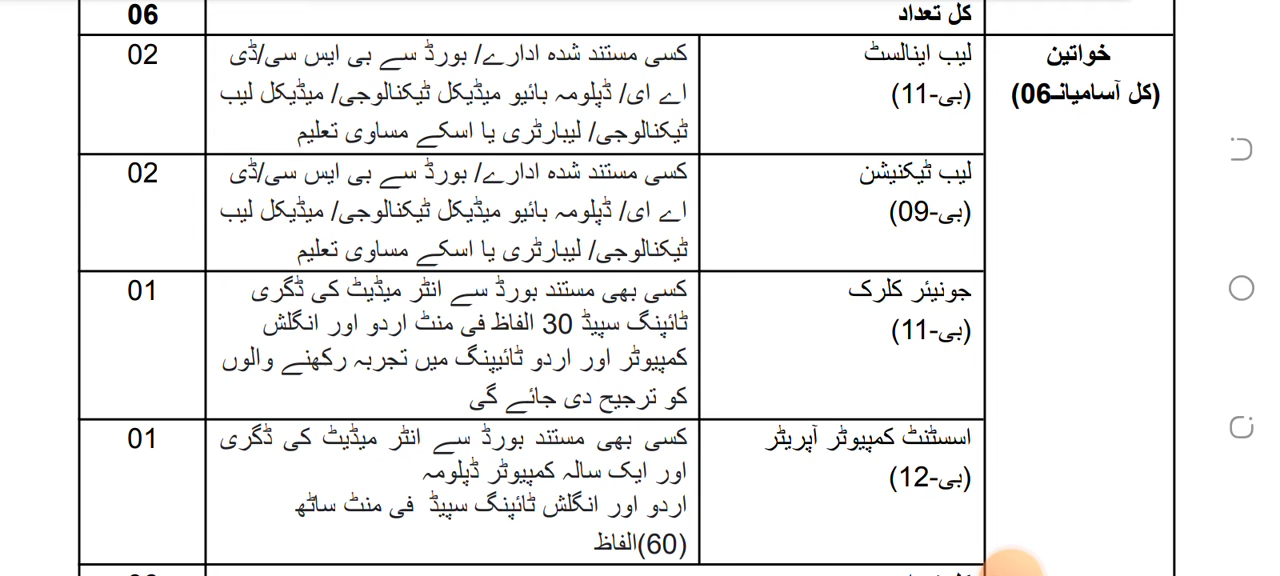 کل تعداد 06
خواتین
(کل آسامیانـ06)
لیب اینالسٹ
(بی-11)
کسی مستند شدہ ادارے/ بورڈ سے بی ایس سی/ڈی
اے ای/ ڈپلومہ بائیو میڈیکل ٹیکنالوجی/ میڈیکل لیب
ٹیکنالوجی/ لیبارٹری یا اسکے مساوی تعلیم
02
لیب ٹیکنیشن
(بی-09)
کسی مستند شدہ ادارے/ بورڈ سے بی ایس سی/ڈی
اے ای/ ڈپلومہ بائیو میڈیکل ٹیکنالوجی/ میڈیکل لیب
ٹیکنالوجی/ لیبارٹری یا اسکے مساوی تعلیم
02
جونیئر کلرک
(بی-11)
کسی بھی مستند بورڈ سے انٹر میڈیٹ کی ڈگری
ٹائپنگ سپیڈ 30 الفاظ فی منٹ اردو اور انگلش
کمپیوٹر اور اردو ٹائیپنگ میں تجربہ رکھنے والوں
کو ترجیح دی جائے گی
01
اسسٹنٹ کمپیوٹر آپریٹر
(بی-12)
کسی بھی مستند بورڈ سے انٹر میڈیٹ کی ڈگری
اور ایک سالہ کمپیوٹر ڈپلومہ
اردو اور انگلش ٹائپنگ سپیڈ فی منٹ ساٹھ
(60)الفاظ
01